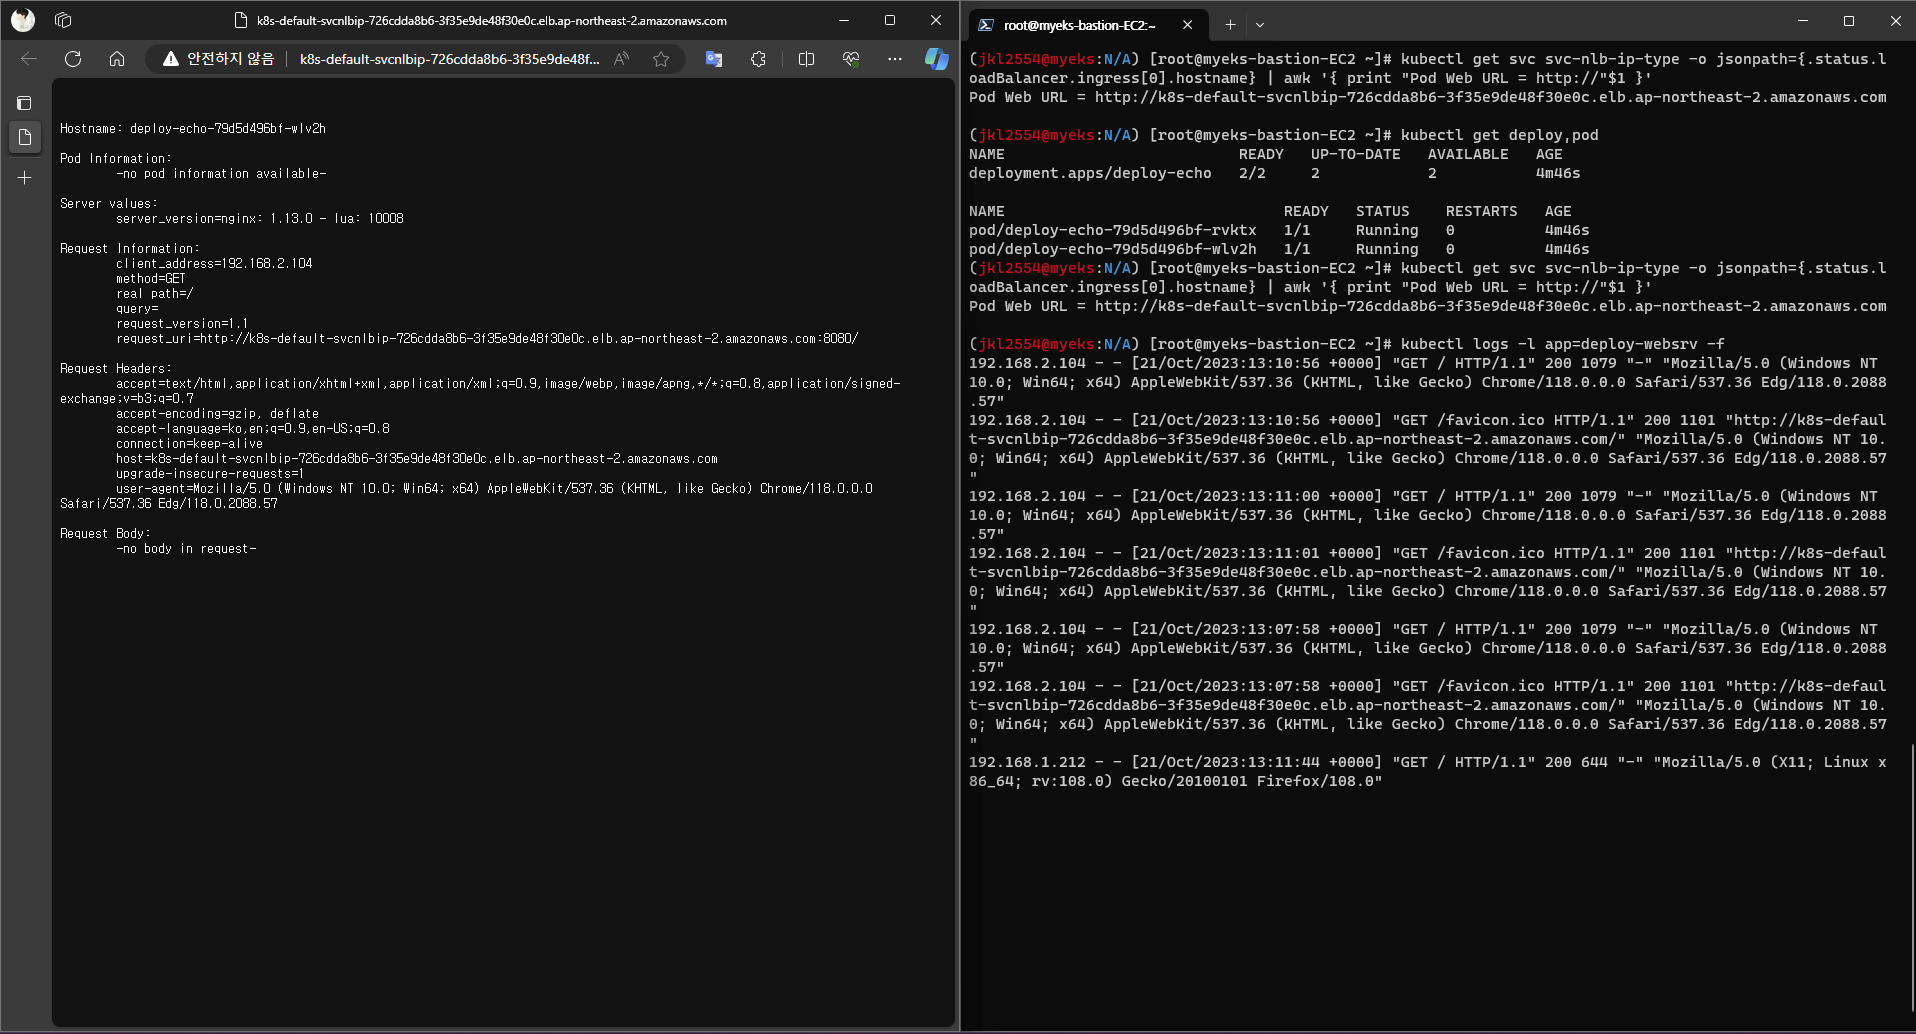 k8s-default-svcnlbip-726cdda8b6-3f35e9de48f30e0c.elb.ap-northeast-2.amazonaws.com
안전하지 않음
k8s-default-svcnlbip-726cdda8b6-3f35e9de48f...
Hostname: deploy-echo-79d5d496bf-wlv2h
Pod Information:
-no pod information available-
Server values:
server_version=nginx: 1.13.0 - lua: 10008
Request Information:
client_address=192.168.2.104
method=GET
real path=/
query=
request_version=1.1
request_uri=http://k8s-default-svcnlbip-726cdda8b6-3f35e9de48f30e0c.elb.ap-northeast-2.amazonaws.com:8080/
Request Headers:
accept=text/html,application/xhtml+xml,application/xml;q=0.9,image/webp,image/apng,*/*;q=0.8,application/signed-
exchange;v=b3;q=0.7
accept-encoding=gzip, deflate
accept-language=ko,en;q=0.9,en-US;q=0.8
connection=keep-alive
host=k8s-default-svcnlbip-726cdda8b6-3f35e9de48f30e0c.elb.ap-northeast-2.amazonaws.com
upgrade-insecure-requests=1
user-agent=Mozilla/5.0 (Windows NT 10.0; Win64; x64) AppleWebKit/537.36 (KHTML, like Gecko) Chrome/118.0.0.0
Safari/537.36 Edg/118.0.2088.57
Request Body:
-no body in request-
root@myeks-bastion-EC2:~
(jkl2554@myeks:N/A) [root@myeks-bastion-EC2 ~]# kubectl get svc svc-nlb-ip-type -o jsonpath={.status.l
oadBalancer.ingress[0].hostname} | awk '{ print "Pod Web URL = http://"$1 }'
Pod Web URL = http://k8s-default-svcnlbip-726cdda8b6-3f35e9de48f30e0c.elb.ap-northeast-2.amazonaws.com
(jkl2554@myeks:N/A) [root@myeks-bastion-EC2 ~]# kubectl get deploy,pod
NAME READY UP-TO-DATE AVAILABLE AGE
deployment.apps/deploy-echo 2/2 2 2 4m46s
NAME READY STATUS RESTARTS AGE
pod/deploy-echo-79d5d496bf-rvktx 1/1 Running 0 4m46s
pod/deploy-echo-79d5d496bf-wlv2h 1/1 Running 0 4m46s
(jkl2554@myeks:N/A) [root@myeks-bastion-EC2 ~]# kubectl get svc svc-nlb-ip-type -o jsonpath={.status.l
oadBalancer.ingress[0].hostname} | awk '{ print "Pod Web URL = http://"$1 }'
Pod Web URL = http://k8s-default-svcnlbip-726cdda8b6-3f35e9de48f30e0c.elb.ap-northeast-2.amazonaws.com
(jkl2554@myeks:N/A) [root@myeks-bastion-EC2 ~]# kubectl logs -l app=deploy-websrv -f
192.168.2.104 - - [21/Oct/2023:13:10:56 +0000] "GET / HTTP/1.1" 200 1079 "-" "Mozilla/5.0 (Windows NT
10.0; Win64; x64) AppleWebKit/537.36 (KHTML, like Gecko) Chrome/118.0.0.0 Safari/537.36 Edg/118.0.2088
.57"
192.168.2.104 - - [21/Oct/2023:13:10:56 +0000] "GET /favicon.ico HTTP/1.1" 200 1101 "http://k8s-defaul
t-svcnlbip-726cdda8b6-3f35e9de48f30e0c.elb.ap-northeast-2.amazonaws.com/" "Mozilla/5.0 (Windows NT 10.
0; Win64; x64) AppleWebKit/537.36 (KHTML, like Gecko) Chrome/118.0.0.0 Safari/537.36 Edg/118.0.2088.57
"
192.168.2.104 - - [21/Oct/2023:13:11:00 +0000] "GET / HTTP/1.1" 200 1079 "-" "Mozilla/5.0 (Windows NT
10.0; Win64; x64) AppleWebKit/537.36 (KHTML, like Gecko) Chrome/118.0.0.0 Safari/537.36 Edg/118.0.2088
.57"
192.168.2.104 - - [21/Oct/2023:13:11:01 +0000] "GET /favicon.ico HTTP/1.1" 200 1101 "http://k8s-defaul
t-svcnlbip-726cdda8b6-3f35e9de48f30e0c.elb.ap-northeast-2.amazonaws.com/" "Mozilla/5.0 (Windows NT 10.
0; Win64; x64) AppleWebKit/537.36 (KHTML, like Gecko) Chrome/118.0.0.0 Safari/537.36 Edg/118.0.2088.57
"
192.168.2.104 - - [21/Oct/2023:13:07:58 +0000] "GET / HTTP/1.1" 200 1079 "-" "Mozilla/5.0 (Windows NT
10.0; Win64; x64) AppleWebKit/537.36 (KHTML, like Gecko) Chrome/118.0.0.0 Safari/537.36 Edg/118.0.2088
.57"
192.168.2.104 - - [21/Oct/2023:13:07:58 +0000] "GET /favicon.ico HTTP/1.1" 200 1101 "http://k8s-defaul
t-svcnlbip-726cdda8b6-3f35e9de48f30e0c.elb.ap-northeast-2.amazonaws.com/" "Mozilla/5.0 (Windows NT 10.
0; Win64; x64) AppleWebKit/537.36 (KHTML, like Gecko) Chrome/118.0.0.0 Safari/537.36 Edg/118.0.2088.57
"
192.168.1.212 - - [21/Oct/2023:13:11:44 +0000] "GET / HTTP/1.1" 200 644 "-" "Mozilla/5.0 (X11; Linux x
86_64; rv:108.0) Gecko/20100101 Firefox/108.0"